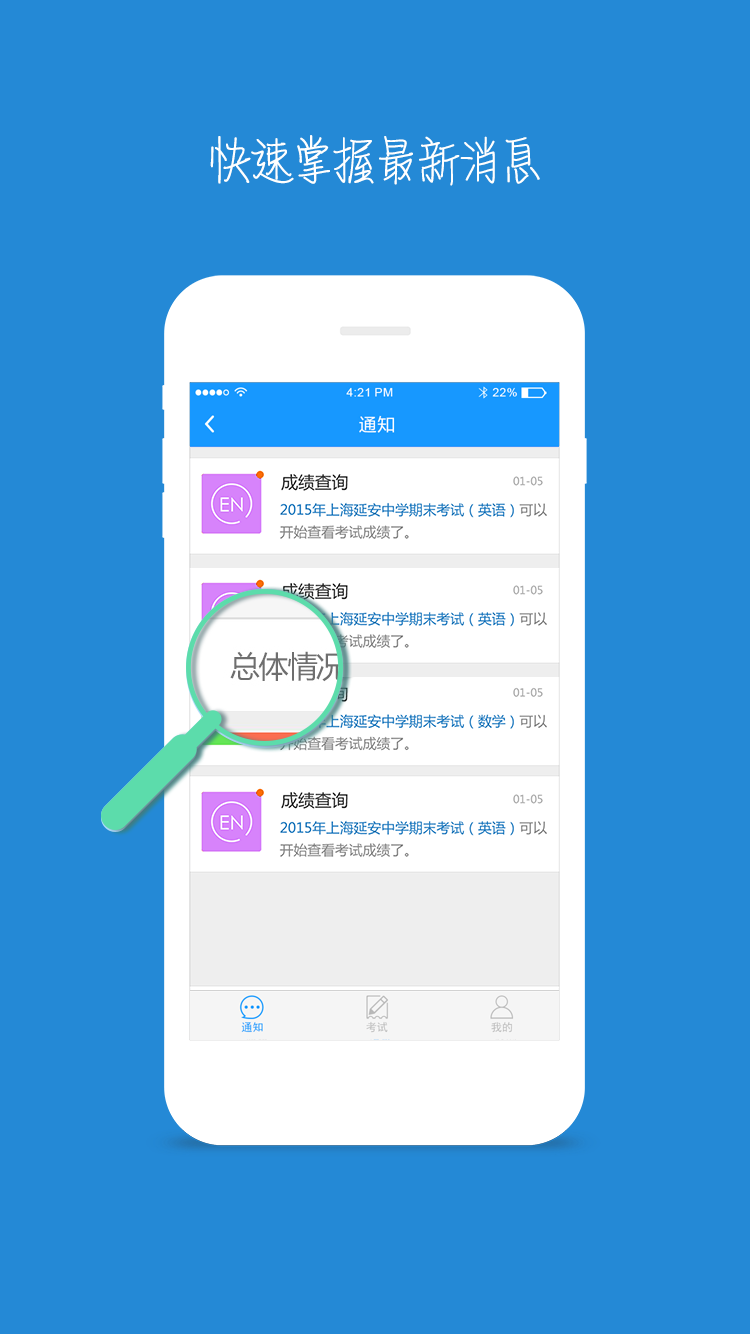 快速掌握最新消息
4:21 PM
22%
通知
EN
成绩查询
01-05
2015年上海延安中学期末考试（英语）可以
开始查看考试成绩了。
成绩查询
01-05
上海延安中学期末考试（英语）可以
考试成绩了。
总体情况
询
01-05
上海延安中学期末考试（数学）可以
开始查看考试成绩了。
EN
成绩查询
01-05
2015年上海延安中学期末考试（英语）可以
开始查看考试成绩了。
通知
考试
我的